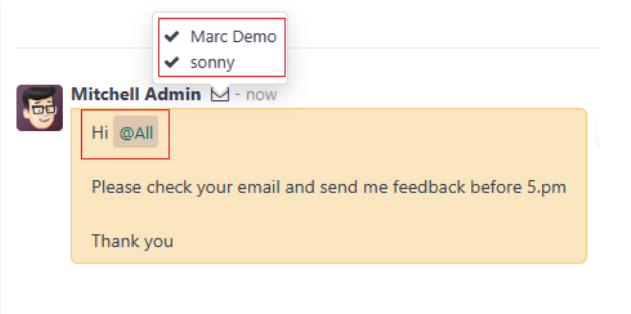 Marc Demo
sonny
Mitchell Admin - now
Hi @All
Please check your email and send me feedback before 5.pm
Thank you